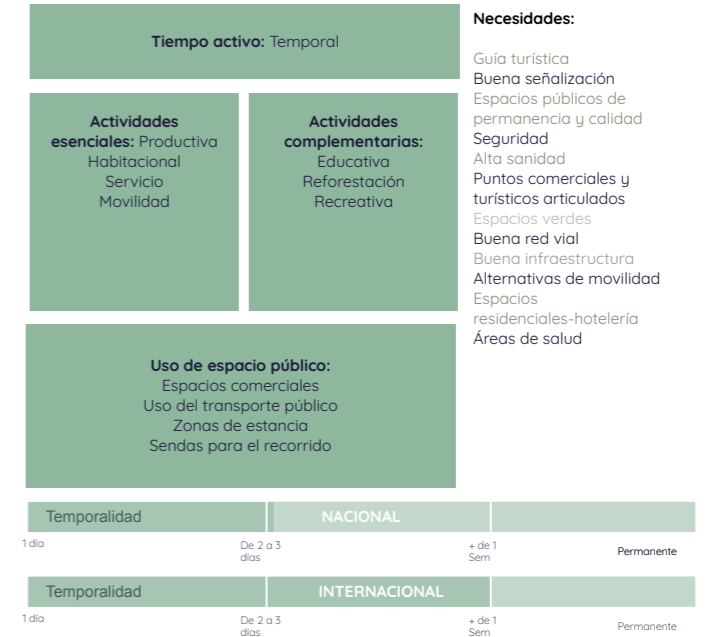 Tiempo activo: Temporal
Actividades
esenciales: Productiva
Habitacional
Servicio
Movilidad
Actividades
complementarias:
Educativa
Reforestación
Recreativa
Uso de espacio público:
Espacios comerciales
Uso del transporte público
Zonas de estancia
Sendas para el recorrido
Necesidades:
Guía turística
Buena señalización
Espacios públicos de
permanencia y calidad
Seguridad
Alta sanidad
Puntos comerciales y
turísticos articulados
Espacios verdes
Buena red vial
Buena infraestructura
Alternativas de movilidad
Espacios
residenciales-hotelería
Áreas de salud
Temporalidad
NACIONAL
1 día
De 2 a 3
días
+ de 1
Sem
Permanente
Temporalidad
INTERNACIONAL
1 día
De 2 a 3
días
+ de 1
Sem
Permanente